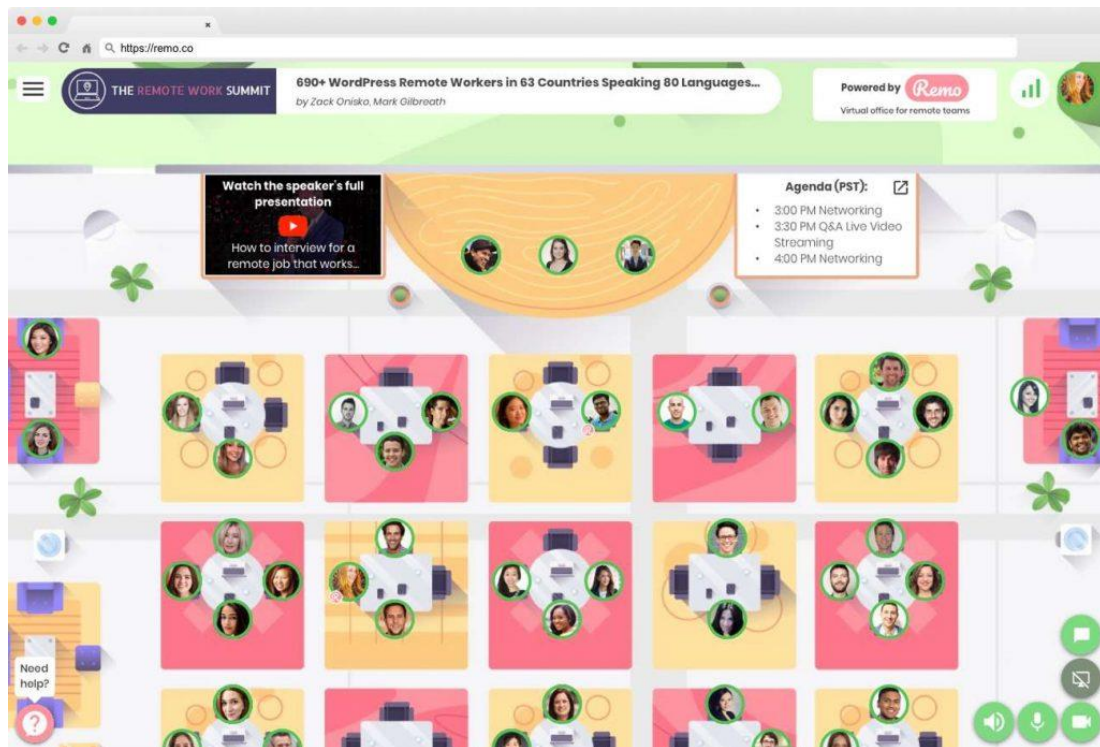 https://remo.co
THE REMOTE WORK SUMMIT
690+ WordPress Remote Workers in 63 Countries Speaking 80 Languages...
by Zack Onisko, Mark Gilbreath
Powered by Remo
Virtual office for remote teams
Watch the speaker's full
presentation
How to interview for a
remote job that works...
Agenda (PST):
• 3:00 PM Networking
• 3:30 PM Q&A Live Video
Streaming
• 4:00 PM Networking
Need
help?
?